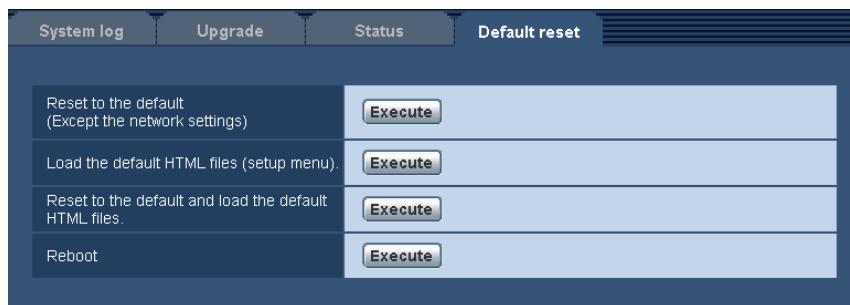 System log Upgrade Status Default reset
Reset to the default
(Except the network settings)
Execute
Load the default HTML files (setup menu).
Execute
Reset to the default and load the default
HTML files.
Execute
Reboot
Execute